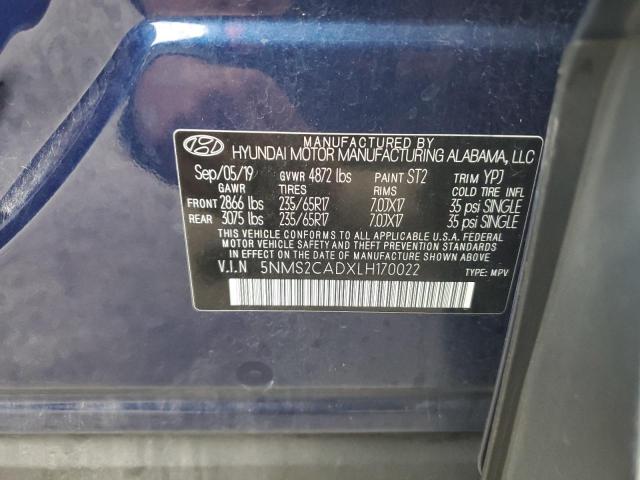 MANUFACTURED BY
HYUNDAI MOTOR MANUFACTURING ALABAMA, LLC
Sep/05/19 GVWR 4872 lbs PAINT ST2 TRIM YPJ
GAWR TIRES RIMS COLD TIRE INFL
FRONT 2866 lbs 235/65R17 7.0JX17 35 psi SINGLE
REAR 3075 lbs 235/65R17 7.0JX17 35 psi SINGLE
THIS VEHICLE CONFORMS TO ALL APPLICABLE U.S.A. FEDERAL
MOTOR VEHICLE SAFETY AND THEFT PREVENTION STANDARDS
IN EFFECT ON THE DATE OF MANUFACTURE SHOWN ABOVE.
V.I.N 5NMS2CADXLH170022 TYPE: MPV